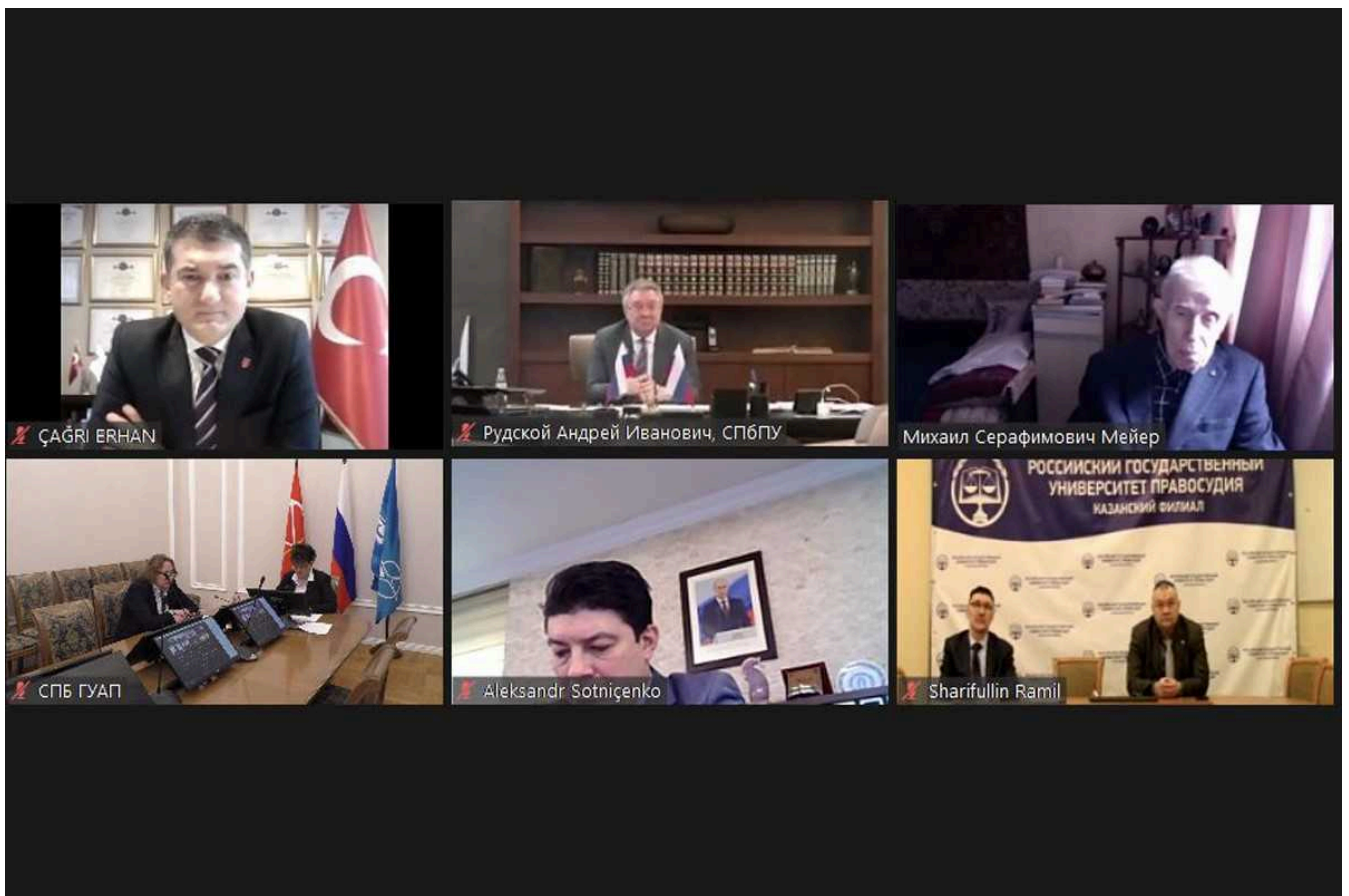 ÇAĞRI ERHAN
Рудской Андрей Иванович, СПбПУ
Михаил Серафимович Мейер
СПБ ГУАП
Aleksandr Sotniçenko
РОССИЙСКИЙ ГОСУДАРСТВЕННЫЙ
УНИВЕРСИТЕТ ПРАВОСУДИЯ
КАЗАНСКИЙ ФИЛИАЛ
Sharifullin Ramil